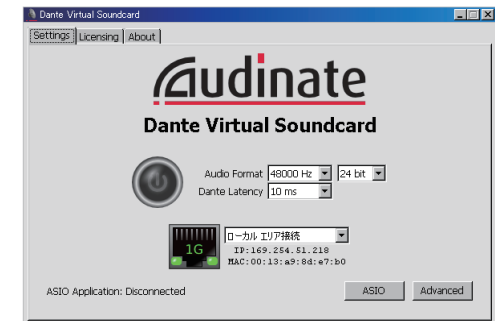 Dante Virtual Soundcard
Settings Licensing About
Audinate
Dante Virtual Soundcard
Audio Format 48000 Hz 24 bit
Dante Latency 10 ms
ローカル エリア接続
1G
IP:169.254.51.218
MAC:00:13:a9:8d:e7:b0
ASIO Application: Disconnected ASIO Advanced